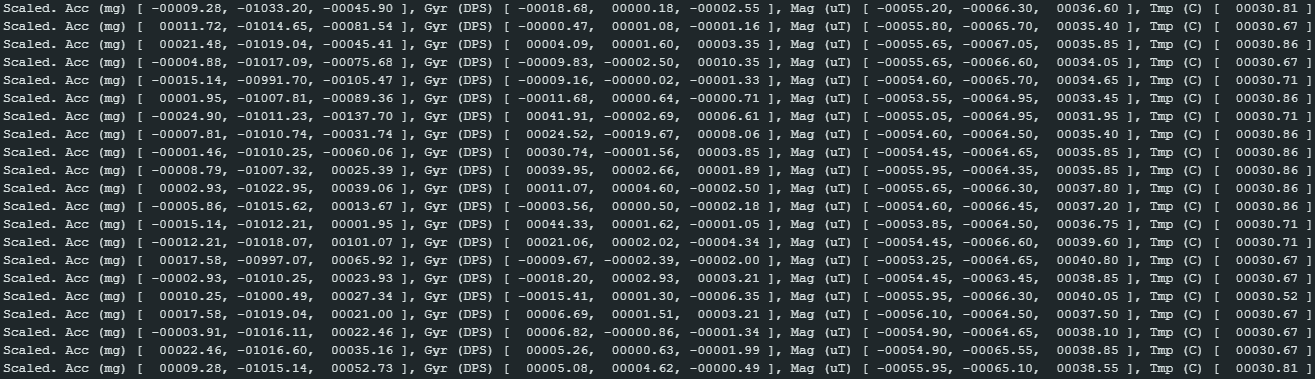 Scaled. Acc (mg) [ -00009.28, -01033.20, -00045.90 ], Gyr (DPS) [ -00018.68,  00000.18, -00002.55 ], Mag (uT) [ -00055.20, -00066.30,  00036.60 ], Tmp (C) [  00030.81 ]
Scaled. Acc (mg) [  00011.72, -01014.65, -00081.54 ], Gyr (DPS) [ -00000.47,  00001.08, -00001.16 ], Mag (uT) [ -00055.80, -00065.70,  00035.40 ], Tmp (C) [  00030.67 ]
Scaled. Acc (mg) [  00021.48, -01019.04, -00045.41 ], Gyr (DPS) [  00004.09,  00001.60,  00003.35 ], Mag (uT) [ -00055.65, -00067.05,  00035.85 ], Tmp (C) [  00030.86 ]
Scaled. Acc (mg) [ -00004.88, -01017.09, -00075.68 ], Gyr (DPS) [ -00009.83, -00002.50,  00010.35 ], Mag (uT) [ -00055.65, -00066.60,  00034.05 ], Tmp (C) [  00030.67 ]
Scaled. Acc (mg) [ -00015.14, -00991.70, -00105.47 ], Gyr (DPS) [ -00009.16, -00000.02, -00001.33 ], Mag (uT) [ -00054.60, -00065.70,  00034.65 ], Tmp (C) [  00030.71 ]
Scaled. Acc (mg) [  00001.95, -01007.81, -00089.36 ], Gyr (DPS) [ -00011.68,  00000.64, -00000.71 ], Mag (uT) [ -00053.55, -00064.95,  00033.45 ], Tmp (C) [  00030.86 ]
Scaled. Acc (mg) [ -00024.90, -01011.23, -00137.70 ], Gyr (DPS) [  00041.91, -00002.69,  00006.61 ], Mag (uT) [ -00055.05, -00064.95,  00031.95 ], Tmp (C) [  00030.71 ]
Scaled. Acc (mg) [ -00007.81, -01010.74, -00031.74 ], Gyr (DPS) [  00024.52, -00019.67,  00008.06 ], Mag (uT) [ -00054.60, -00064.50,  00035.40 ], Tmp (C) [  00030.86 ]
Scaled. Acc (mg) [ -00001.46, -01010.25, -00060.06 ], Gyr (DPS) [  00030.74, -00001.56,  00003.85 ], Mag (uT) [ -00054.45, -00064.65,  00035.85 ], Tmp (C) [  00030.86 ]
Scaled. Acc (mg) [ -00008.79, -01007.32,  00025.39 ], Gyr (DPS) [  00039.95,  00002.66,  00001.89 ], Mag (uT) [ -00055.95, -00064.35,  00035.85 ], Tmp (C) [  00030.86 ]
Scaled. Acc (mg) [  00002.93, -01022.95,  00039.06 ], Gyr (DPS) [  00011.07,  00004.60, -00002.50 ], Mag (uT) [ -00055.65, -00066.30,  00037.80 ], Tmp (C) [  00030.86 ]
Scaled. Acc (mg) [ -00005.86, -01015.62,  00013.67 ], Gyr (DPS) [ -00003.56,  00000.50, -00002.18 ], Mag (uT) [ -00054.60, -00066.45,  00037.20 ], Tmp (C) [  00030.86 ]
Scaled. Acc (mg) [ -00015.14, -01012.21,  00001.95 ], Gyr (DPS) [  00044.33,  00001.62, -00001.05 ], Mag (uT) [ -00053.85, -00064.50,  00036.75 ], Tmp (C) [  00030.71 ]
Scaled. Acc (mg) [ -00012.21, -01018.07,  00101.07 ], Gyr (DPS) [  00021.06,  00002.02, -00004.34 ], Mag (uT) [ -00054.45, -00066.60,  00039.60 ], Tmp (C) [  00030.71 ]
Scaled. Acc (mg) [  00017.58, -00997.07,  00065.92 ], Gyr (DPS) [ -00009.67, -00002.39, -00002.00 ], Mag (uT) [ -00053.25, -00064.65,  00040.80 ], Tmp (C) [  00030.67 ]
Scaled. Acc (mg) [ -00002.93, -01010.25,  00023.93 ], Gyr (DPS) [ -00018.20,  00002.93,  00003.21 ], Mag (uT) [ -00054.45, -00063.45,  00038.85 ], Tmp (C) [  00030.67 ]
Scaled. Acc (mg) [  00010.25, -01000.49,  00027.34 ], Gyr (DPS) [ -00015.41,  00001.30, -00006.35 ], Mag (uT) [ -00055.95, -00066.30,  00040.05 ], Tmp (C) [  00030.52 ]
Scaled. Acc (mg) [  00017.58, -01019.04,  00021.00 ], Gyr (DPS) [  00006.69,  00001.51,  00003.21 ], Mag (uT) [ -00056.10, -00064.50,  00037.50 ], Tmp (C) [  00030.67 ]
Scaled. Acc (mg) [ -00003.91, -01016.11,  00022.46 ], Gyr (DPS) [  00006.82, -00000.86, -00001.34 ], Mag (uT) [ -00054.90, -00064.65,  00038.10 ], Tmp (C) [  00030.67 ]
Scaled. Acc (mg) [  00022.46, -01016.60,  00035.16 ], Gyr (DPS) [  00005.26,  00000.63, -00001.99 ], Mag (uT) [ -00054.90, -00065.55,  00038.85 ], Tmp (C) [  00030.67 ]
Scaled. Acc (mg) [  00009.28, -01015.14,  00052.73 ], Gyr (DPS) [  00005.08,  00004.62, -00000.49 ], Mag (uT) [ -00055.95, -00065.10,  00038.55 ], Tmp (C) [  00030.81 ]